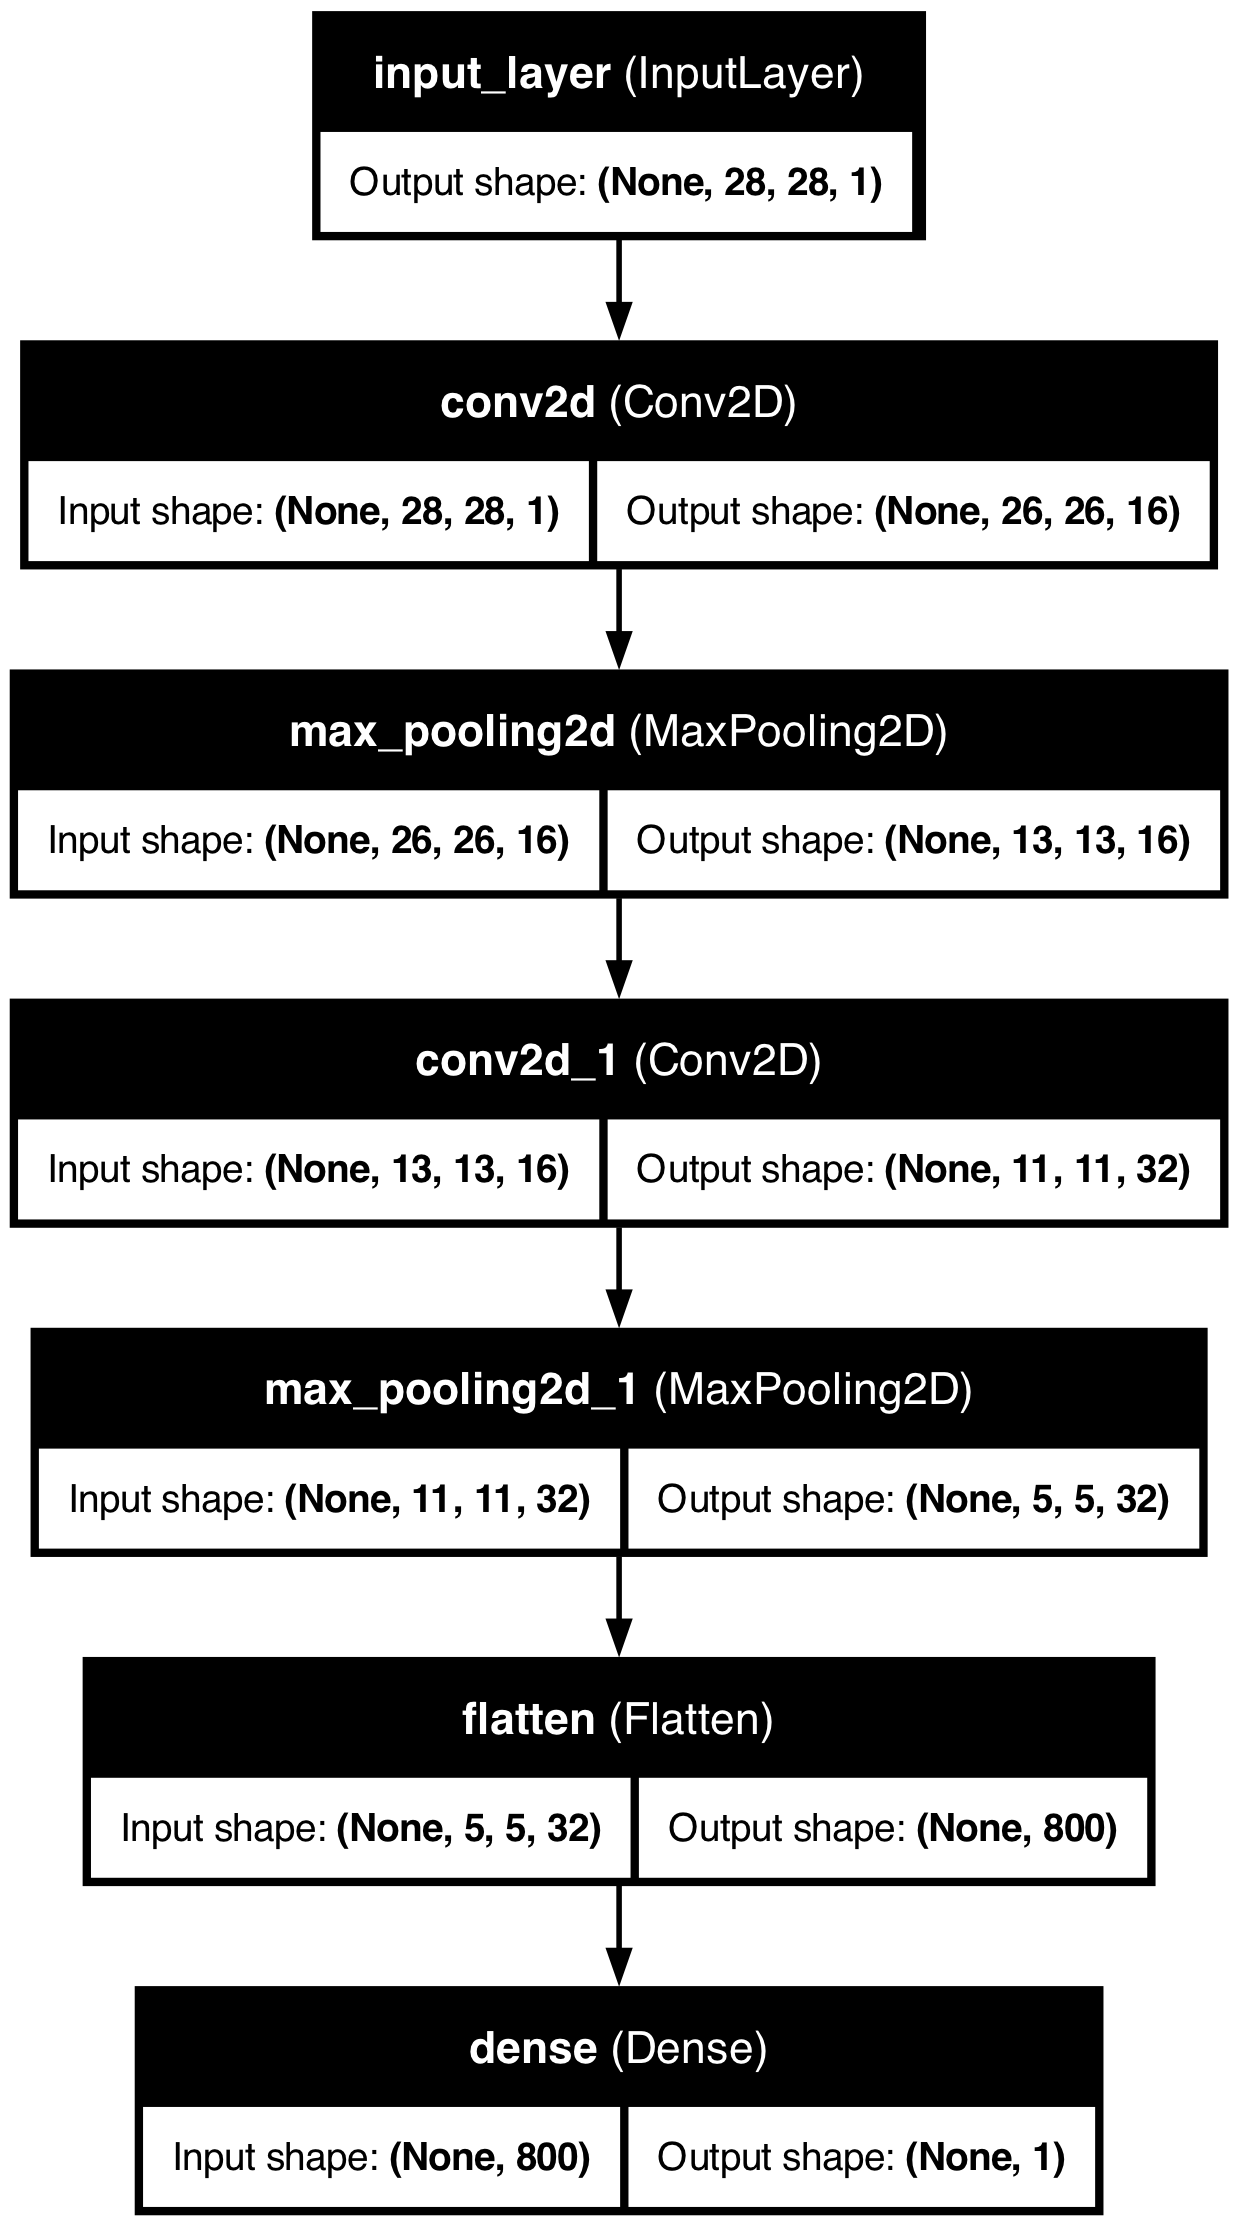 input_layer (InputLayer)
Output shape: (None, 28, 28, 1)
conv2d (Conv2D)
Input shape: (None, 28, 28, 1) Output shape: (None, 26, 26, 16)
max_pooling2d (MaxPooling2D)
Input shape: (None, 26, 26, 16) Output shape: (None, 13, 13, 16)
conv2d_1 (Conv2D)
Input shape: (None, 13, 13, 16) Output shape: (None, 11, 11, 32)
max_pooling2d_1 (MaxPooling2D)
Input shape: (None, 11, 11, 32) Output shape: (None, 5, 5, 32)
flatten (Flatten)
Input shape: (None, 5, 5, 32) Output shape: (None, 800)
dense (Dense)
Input shape: (None, 800) Output shape: (None, 1)